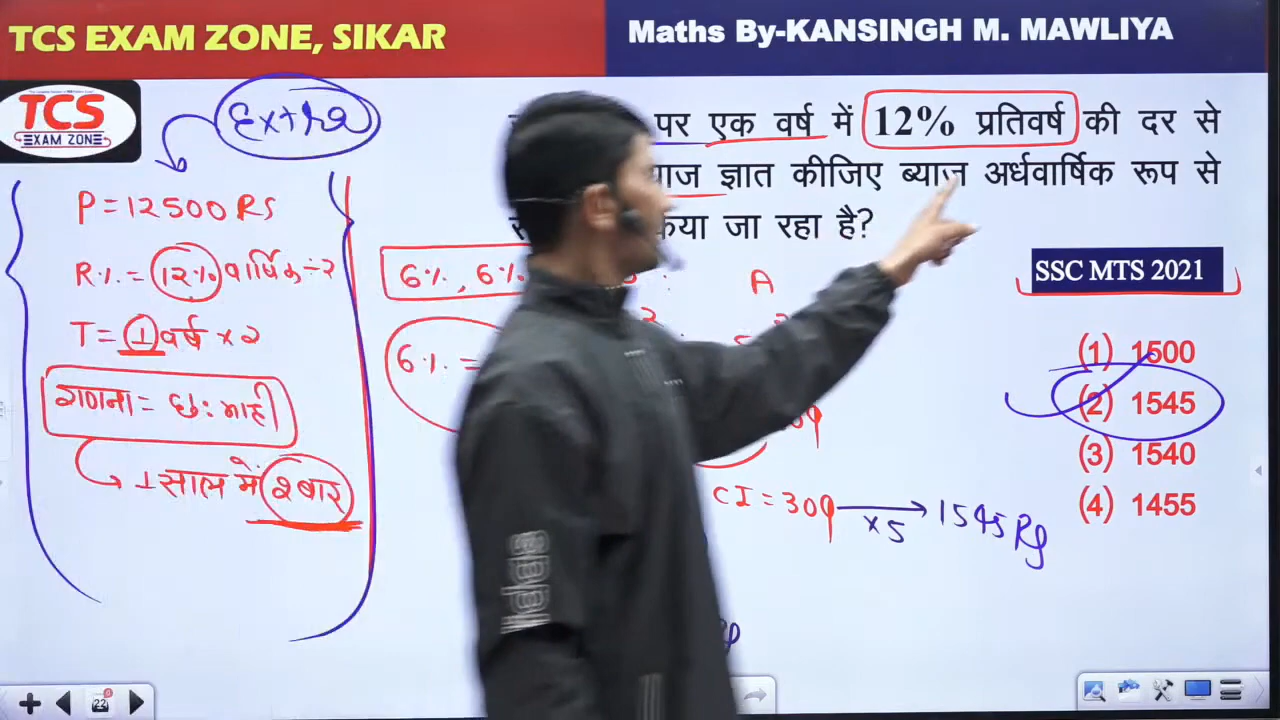 TCS EXAM ZONE, SIKAR
Maths By-KANSINGH M. MAWLIYA
TCS
EXAM ZONE
Extra
पर एक वर्ष में 12% प्रतिवर्ष की दर से
ज्ञात कीजिए ब्याज अर्धवार्षिक रूप से
जा रहा है?
P = 12500 RS
R% = 12% वार्षिक ÷ 2
T = 1 वर्ष × 2
गणना = छ: माही
1 साल में 2 बार
6%, 6%
A
6% =
CI = 309 ×5 → 1545 Rs
SSC MTS 2021
(1) 1500
(2) 1545
(3) 1540
(4) 1455
22